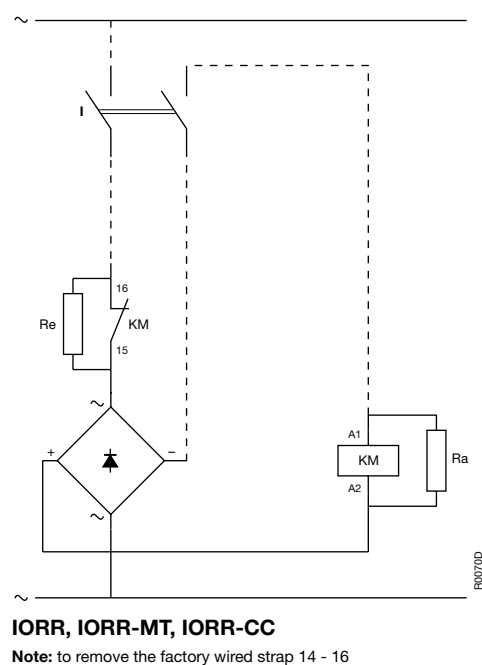 ~
I
16
Re
KM
15
~
+
−
A1
KM
Ra
A2
~
R0070D
~
IORR, IORR-MT, IORR-CC
Note: to remove the factory wired strap 14 - 16